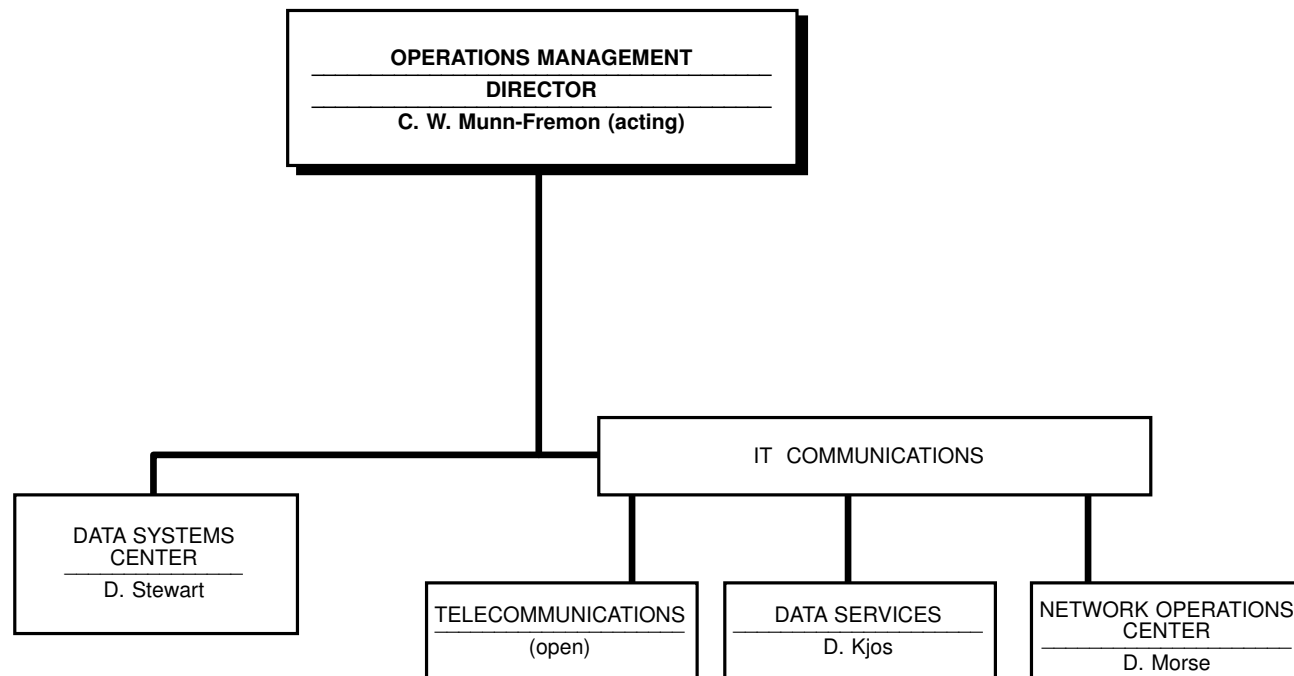 OPERATIONS MANAGEMENT
DIRECTOR
C. W. Munn-Fremon (acting)
IT COMMUNICATIONS
DATA SYSTEMS
CENTER
D. Stewart
TELECOMMUNICATIONS
(open)
DATA SERVICES
D. Kjos
NETWORK OPERATIONS
CENTER
D. Morse